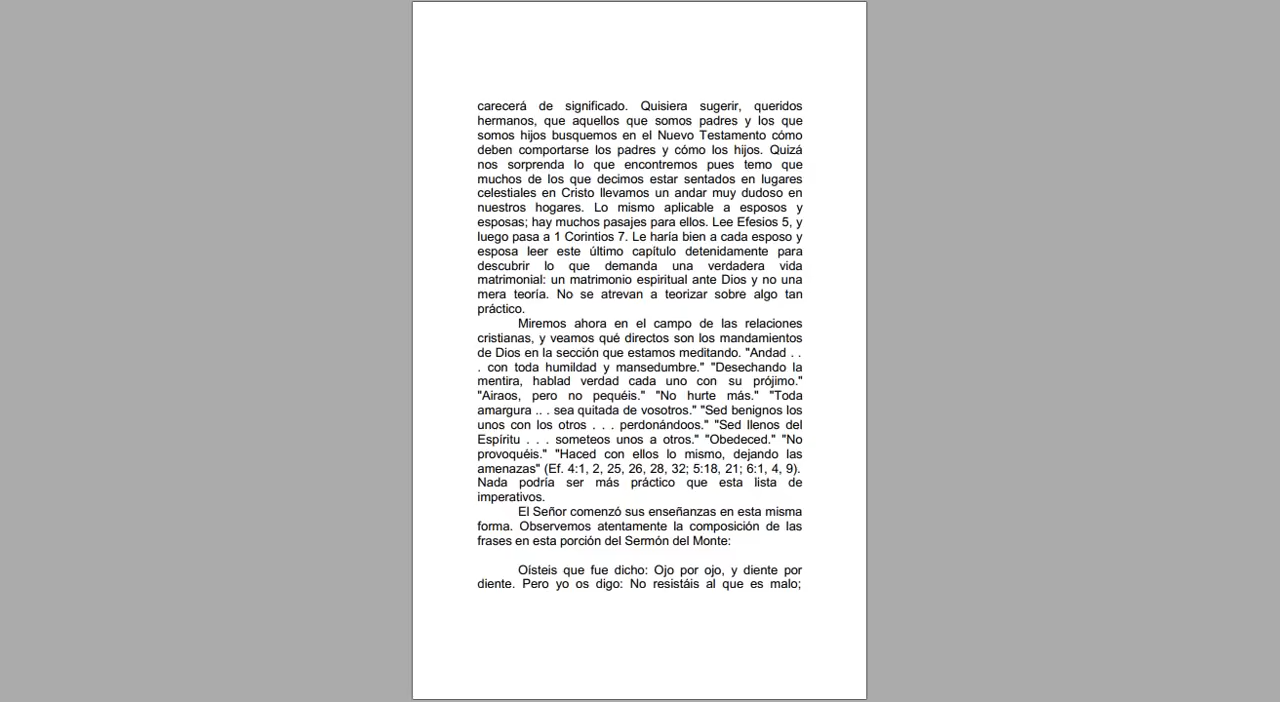 carecerá de significado. Quisiera sugerir, queridos
hermanos, que aquellos que somos padres y los que
somos hijos busquemos en el Nuevo Testamento cómo
deben comportarse los padres y cómo los hijos. Quizá
nos sorprenda lo que encontremos pues temo que
muchos de los que decimos estar sentados en lugares
celestiales en Cristo llevamos un andar muy dudoso en
nuestros hogares. Lo mismo aplicable a esposos y
esposas; hay muchos pasajes para ellos. Lee Efesios 5, y
luego pasa a 1 Corintios 7. Le haría bien a cada esposo y
esposa leer este último capítulo detenidamente para
descubrir lo que demanda una verdadera vida
matrimonial: un matrimonio espiritual ante Dios y no una
mera teoría. No se atrevan a teorizar sobre algo tan
práctico.
Miremos ahora en el campo de las relaciones
cristianas, y veamos qué directos son los mandamientos
de Dios en la sección que estamos meditando. "Andad . .
. con toda humildad y mansedumbre." "Desechando la
mentira, hablad verdad cada uno con su prójimo."
"Airaos, pero no pequéis." "No hurte más." "Toda
amargura .. . sea quitada de vosotros." "Sed benignos los
unos con los otros . . . perdonándoos." "Sed llenos del
Espíritu . . . someteos unos a otros." "Obedeced." "No
provoquéis." "Haced con ellos lo mismo, dejando las
amenazas" (Ef. 4:1, 2, 25, 26, 28, 32; 5:18, 21; 6:1, 4, 9).
Nada podría ser más práctico que esta lista de
imperativos.
El Señor comenzó sus enseñanzas en esta misma
forma. Observemos atentamente la composición de las
frases en esta porción del Sermón del Monte:
Oísteis que fue dicho: Ojo por ojo, y diente por
diente. Pero yo os digo: No resistáis al que es malo;